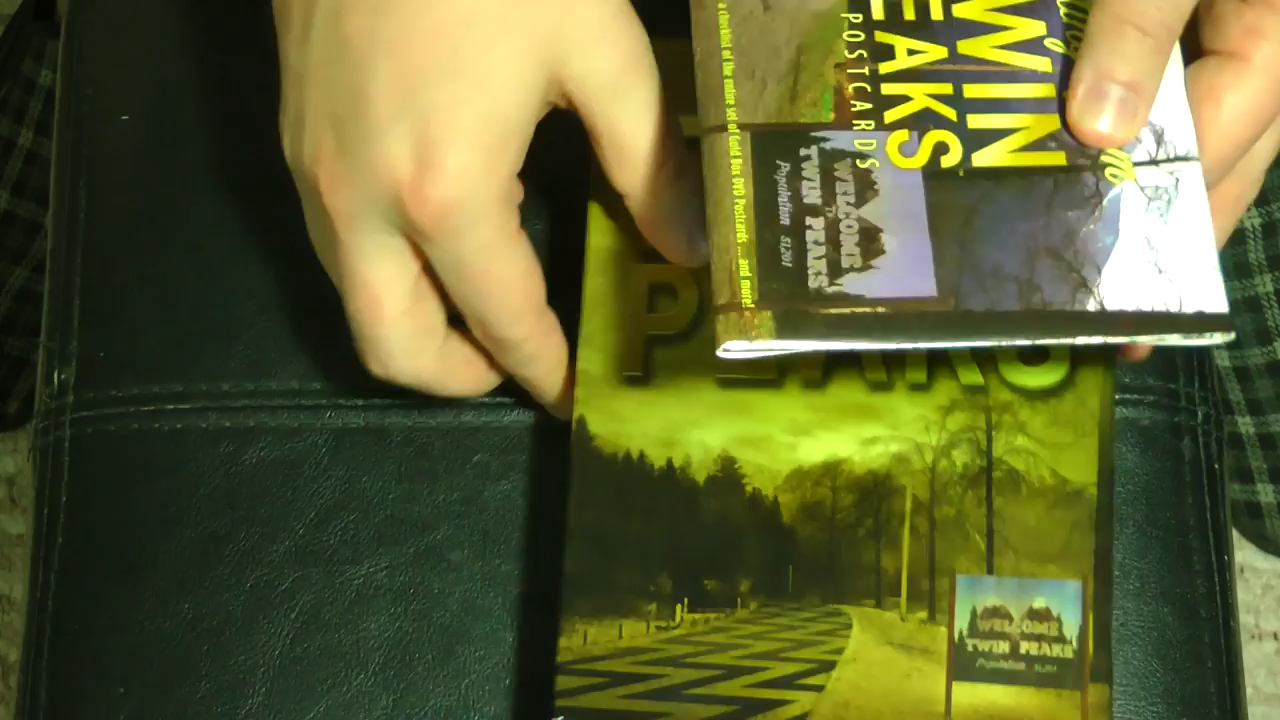 WIN
EAKS
POSTCARDS
WELCOME
TO
TWIN PEAKS
Population 51,201
a checklist of the entire set of Gold Box DVD Postcards ... and more!
PEAKS
WELCOME
TO
TWIN PEAKS
Population 51,201